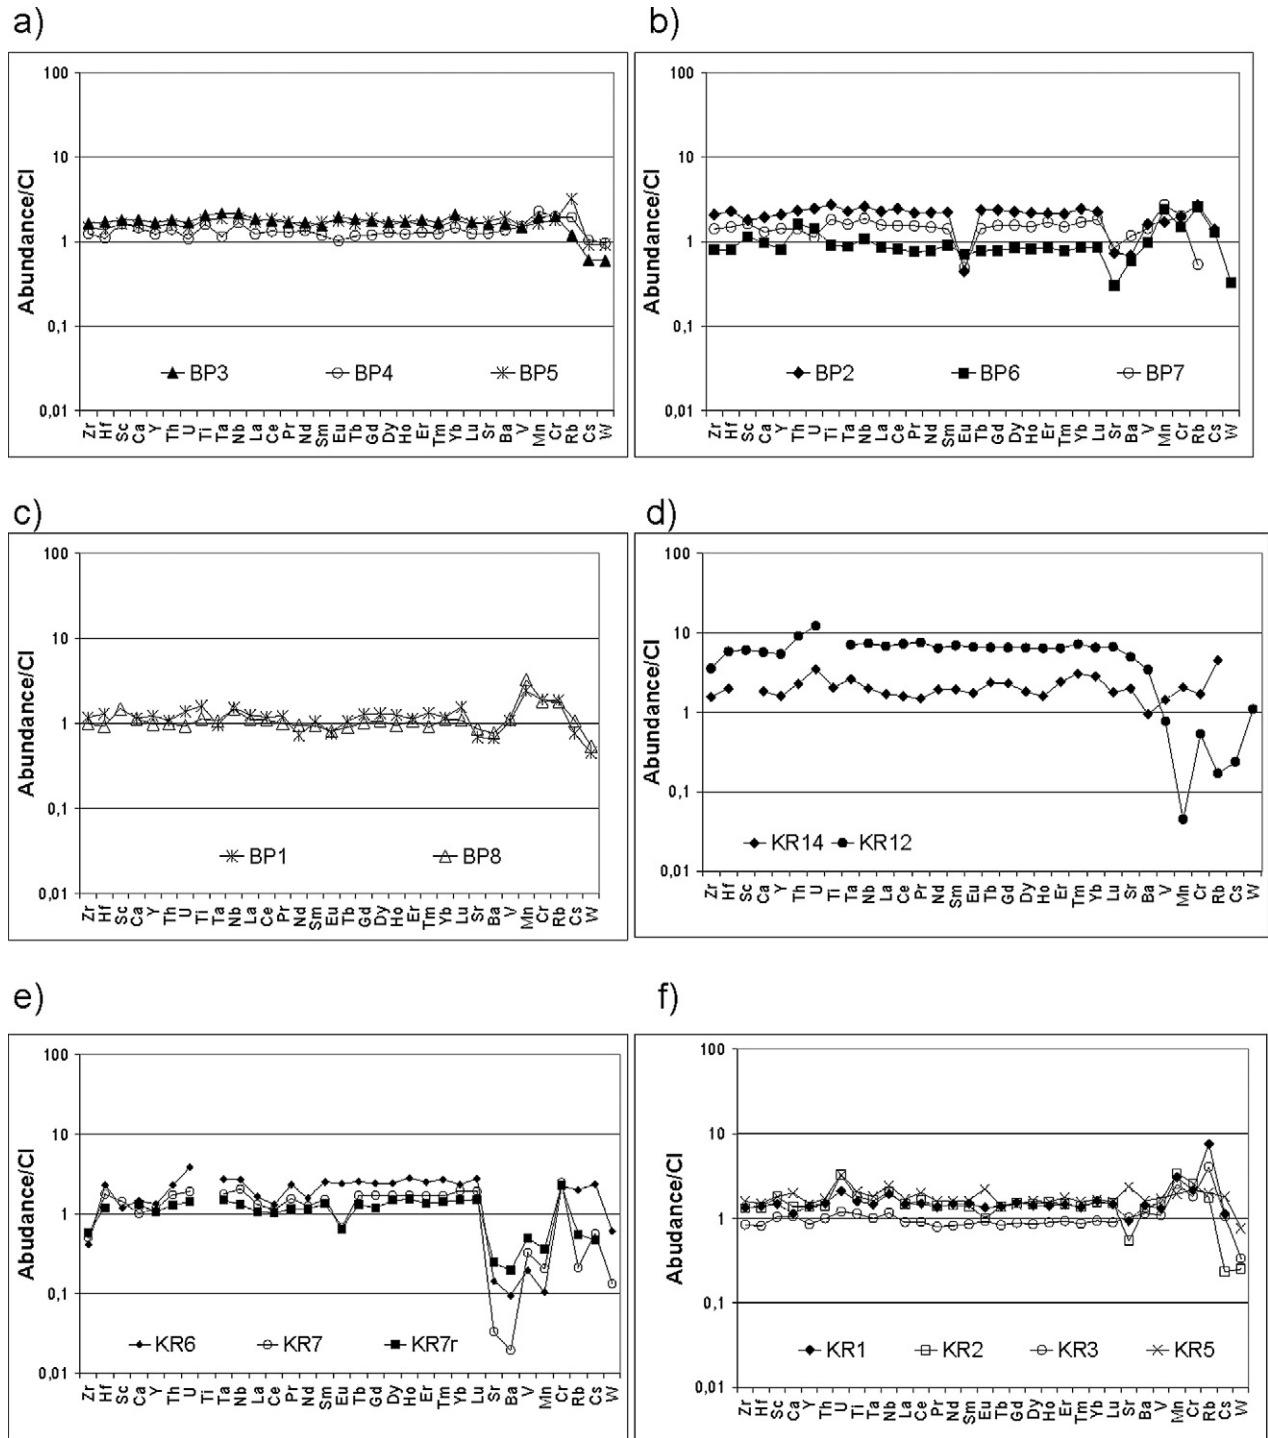 a)
100
10
1
0,1
0,01
Abundance/CI
BP3 BP4 BP5
Zr Hf Sc Ca Y Th U Ti Ta Nb La Ce Pr Nd Sm Eu Tb Gd Dy Ho Er Tm Yb Lu Sr Ba V Mn Cr Rb Cs W
b)
100
10
1
0,1
0,01
Abundance/CI
BP2 BP6 BP7
Zr Hf Sc Ca Y Th U Ti Ta Nb La Ce Pr Nd Sm Eu Tb Gd Dy Ho Er Tm Yb Lu Sr Ba V Mn Cr Rb Cs W
c)
100
10
1
0,1
0,01
Abundance/CI
BP1 BP8
Zr Hf Sc Ca Y Th U Ti Ta Nb La Ce Pr Nd Sm Eu Tb Gd Dy Ho Er Tm Yb Lu Sr Ba V Mn Cr Rb Cs W
d)
100
10
1
0,1
0,01
Abundance/CI
KR14 KR12
Zr Hf Sc Ca Y Th U Ti Ta Nb La Ce Pr Nd Sm Eu Tb Gd Dy Ho Er Tm Yb Lu Sr Ba V Mn Cr Rb Cs W
e)
100
10
1
0,1
0,01
Abudance/CI
KR6 KR7 KR7r
Zr Hf Sc Ca Y Th U Ti Ta Nb La Ce Pr Nd Sm Eu Tb Gd Dy Ho Er Tm Yb Lu Sr Ba V Mn Cr Rb Cs W
f)
100
10
1
0,1
0,01
Abudance/CI
KR1 KR2 KR3 KR5
Zr Hf Sc Ca Y Th U Ti Ta Nb La Ce Pr Nd Sm Eu Tb Gd Dy Ho Er Tm Yb Lu Sr Ba V Mn Cr Rb Cs W